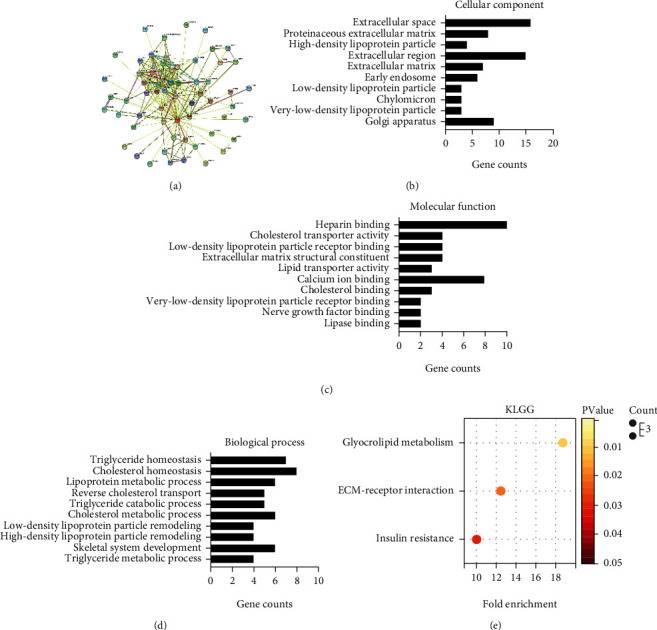 (a)
Cellular component
Extracellular space
Proteinaceous extracellular matrix
High-density lipoprotein particle
Extracellular region
Extracellular matrix
Early endosome
Low-density lipoprotein particle
Chylomicron
Very-low-density lipoprotein particle
Golgi apparatus
0 5 10 15 20
Gene counts
(b)
Molecular function
Heparin binding
Cholesterol transporter activity
Low-density lipoprotein particle receptor binding
Extracellular matrix structural constituent
Lipid transporter activity
Calcium ion binding
Cholesterol binding
Very-low-density lipoprotein particle receptor binding
Nerve growth factor binding
Lipase binding
0 2 4 6 8 10
Gene counts
(c)
Biological process
Triglyceride homeostasis
Cholesterol homeostasis
Lipoprotein metabolic process
Reverse cholesterol transport
Triglyceride catabolic process
Cholesterol metabolic process
Low-density lipoprotein particle remodeling
High-density lipoprotein particle remodeling
Skeletal system development
Triglyceride metabolic process
0 2 4 6 8 10
Gene counts
(d)
KLGG
Glyocrolipid metabolism
ECM-receptor interaction
Insulin resistance
10 12 14 16 18
Fold enrichment
PValue
0.01
0.02
0.03
0.04
0.05
Count
3
(e)